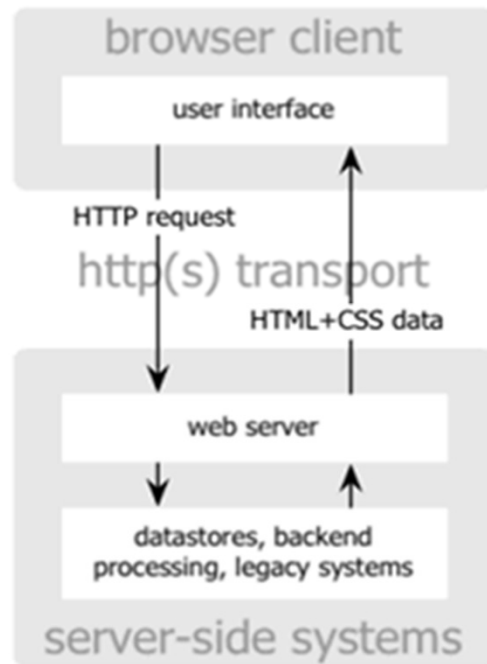 browser client
user interface
HTTP request
http(s) transport
HTML+CSS data
web server
datastores, backend
processing, legacy systems
server-side systems